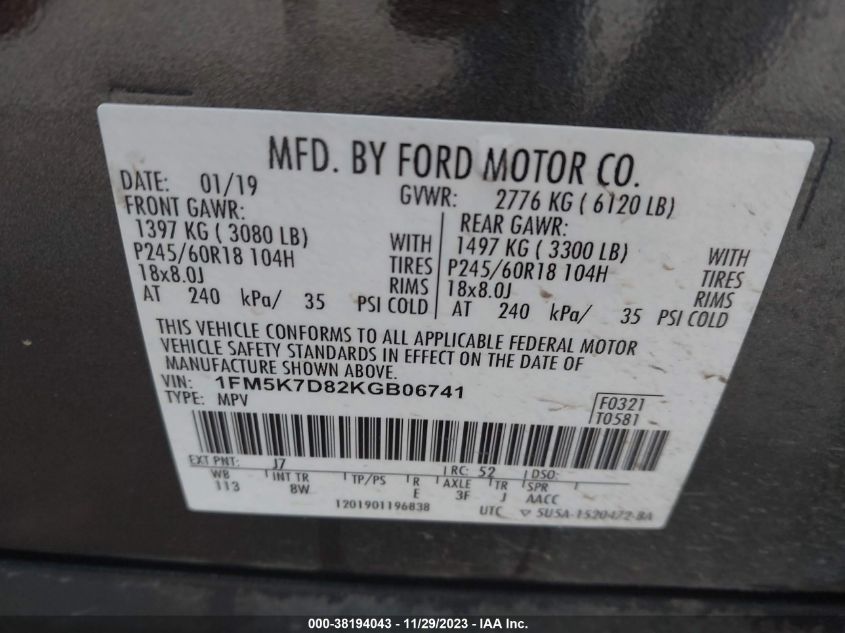 MFD. BY FORD MOTOR CO.
DATE: 01/19 GVWR: 2776 KG ( 6120 LB)
FRONT GAWR: REAR GAWR:
1397 KG ( 3080 LB) WITH 1497 KG ( 3300 LB) WITH
P245/60R18 104H TIRES P245/60R18 104H TIRES
18x8.0J RIMS 18x8.0J RIMS
AT 240 kPa/ 35 PSI COLD AT 240 kPa/ 35 PSI COLD
THIS VEHICLE CONFORMS TO ALL APPLICABLE FEDERAL MOTOR
VEHICLE SAFETY STANDARDS IN EFFECT ON THE DATE OF
MANUFACTURE SHOWN ABOVE.
VIN: 1FM5K7D82KGB06741
TYPE: MPV
F0321
T0581
EXT PNT: J7 RC: 52 DSO:
WB INT TR TP/PS R AXLE TR SPR
113 8W E 3F J AACC
1201901196838 UTC ▽ 5U5A-1520472-BA
000-38194043 - 11/29/2023 - IAA Inc.